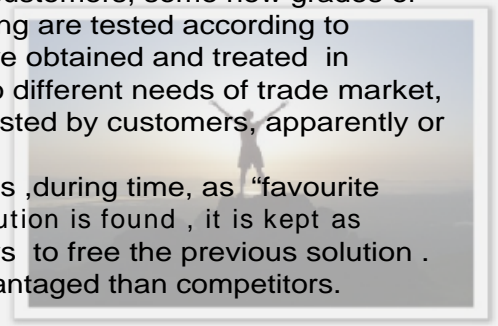 customers, some new grades of
ng are tested according to
e obtained and treated in
o different needs of trade market,
sted by customers, apparently or
s ,during time, as “favourite
ution is found , it is kept as
s to free the previous solution .
antaged than competitors.